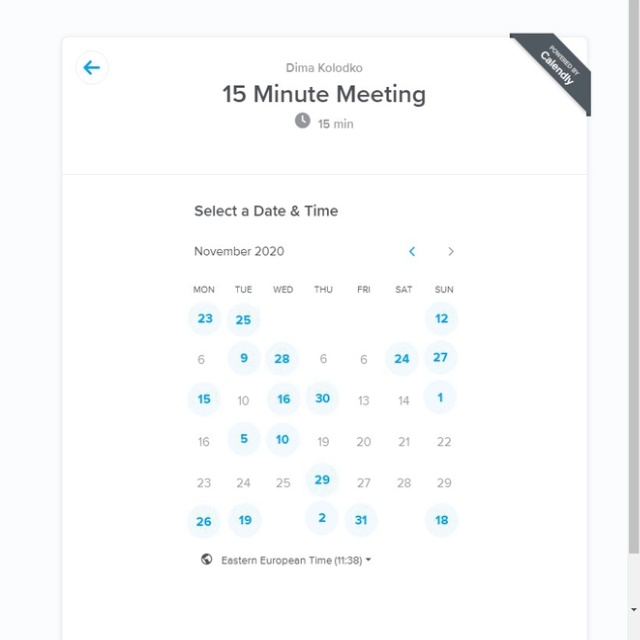 Dima Kolodko
POWERED BY
Calendly
15 Minute Meeting
15 min
Select a Date & Time
November 2020
MON TUE WED THU FRI SAT SUN
23 25 12
6 9 28 6 6 24 27
15 10 16 30 13 14 1
16 5 10 19 20 21 22
23 24 25 29 27 28 29
26 19 2 31 18
Eastern European Time (11:38)